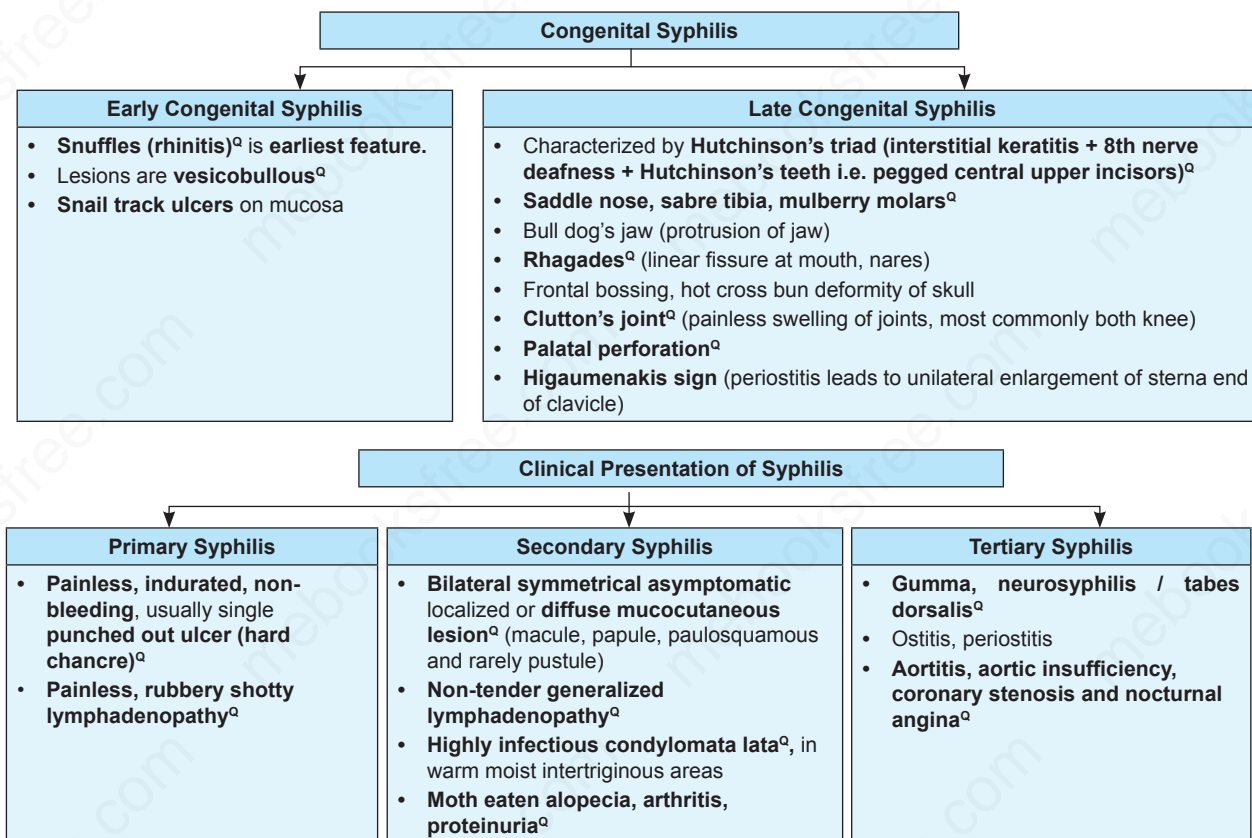 Congenital Syphilis
Early Congenital Syphilis
• Snuffles (rhinitis)Q is earliest feature.
• Lesions are vesicobullousQ
• Snail track ulcers on mucosa
Late Congenital Syphilis
• Characterized by Hutchinson's triad (interstitial keratitis + 8th nerve
deafness + Hutchinson's teeth i.e. pegged central upper incisors)Q
• Saddle nose, sabre tibia, mulberry molarsQ
• Bull dog's jaw (protrusion of jaw)
• RhagadesQ (linear fissure at mouth, nares)
• Frontal bossing, hot cross bun deformity of skull
• Clutton's jointQ (painless swelling of joints, most commonly both knee)
• Palatal perforationQ
• Higaumenakis sign (periostitis leads to unilateral enlargement of sterna end
of clavicle)
Clinical Presentation of Syphilis
Primary Syphilis
• Painless, indurated, non-
bleeding, usually single
punched out ulcer (hard
chancre)Q
• Painless, rubbery shotty
lymphadenopathyQ
Secondary Syphilis
• Bilateral symmetrical asymptomatic
localized or diffuse mucocutaneous
lesionQ (macule, papule, paulosquamous
and rarely pustule)
• Non-tender generalized
lymphadenopathyQ
• Highly infectious condylomata lataQ, in
warm moist intertriginous areas
• Moth eaten alopecia, arthritis,
proteinuriaQ
Tertiary Syphilis
• Gumma, neurosyphilis / tabes
dorsalisQ
• Ostitis, periostitis
• Aortitis, aortic insufficiency,
coronary stenosis and nocturnal
anginaQ
mebooksfree.com